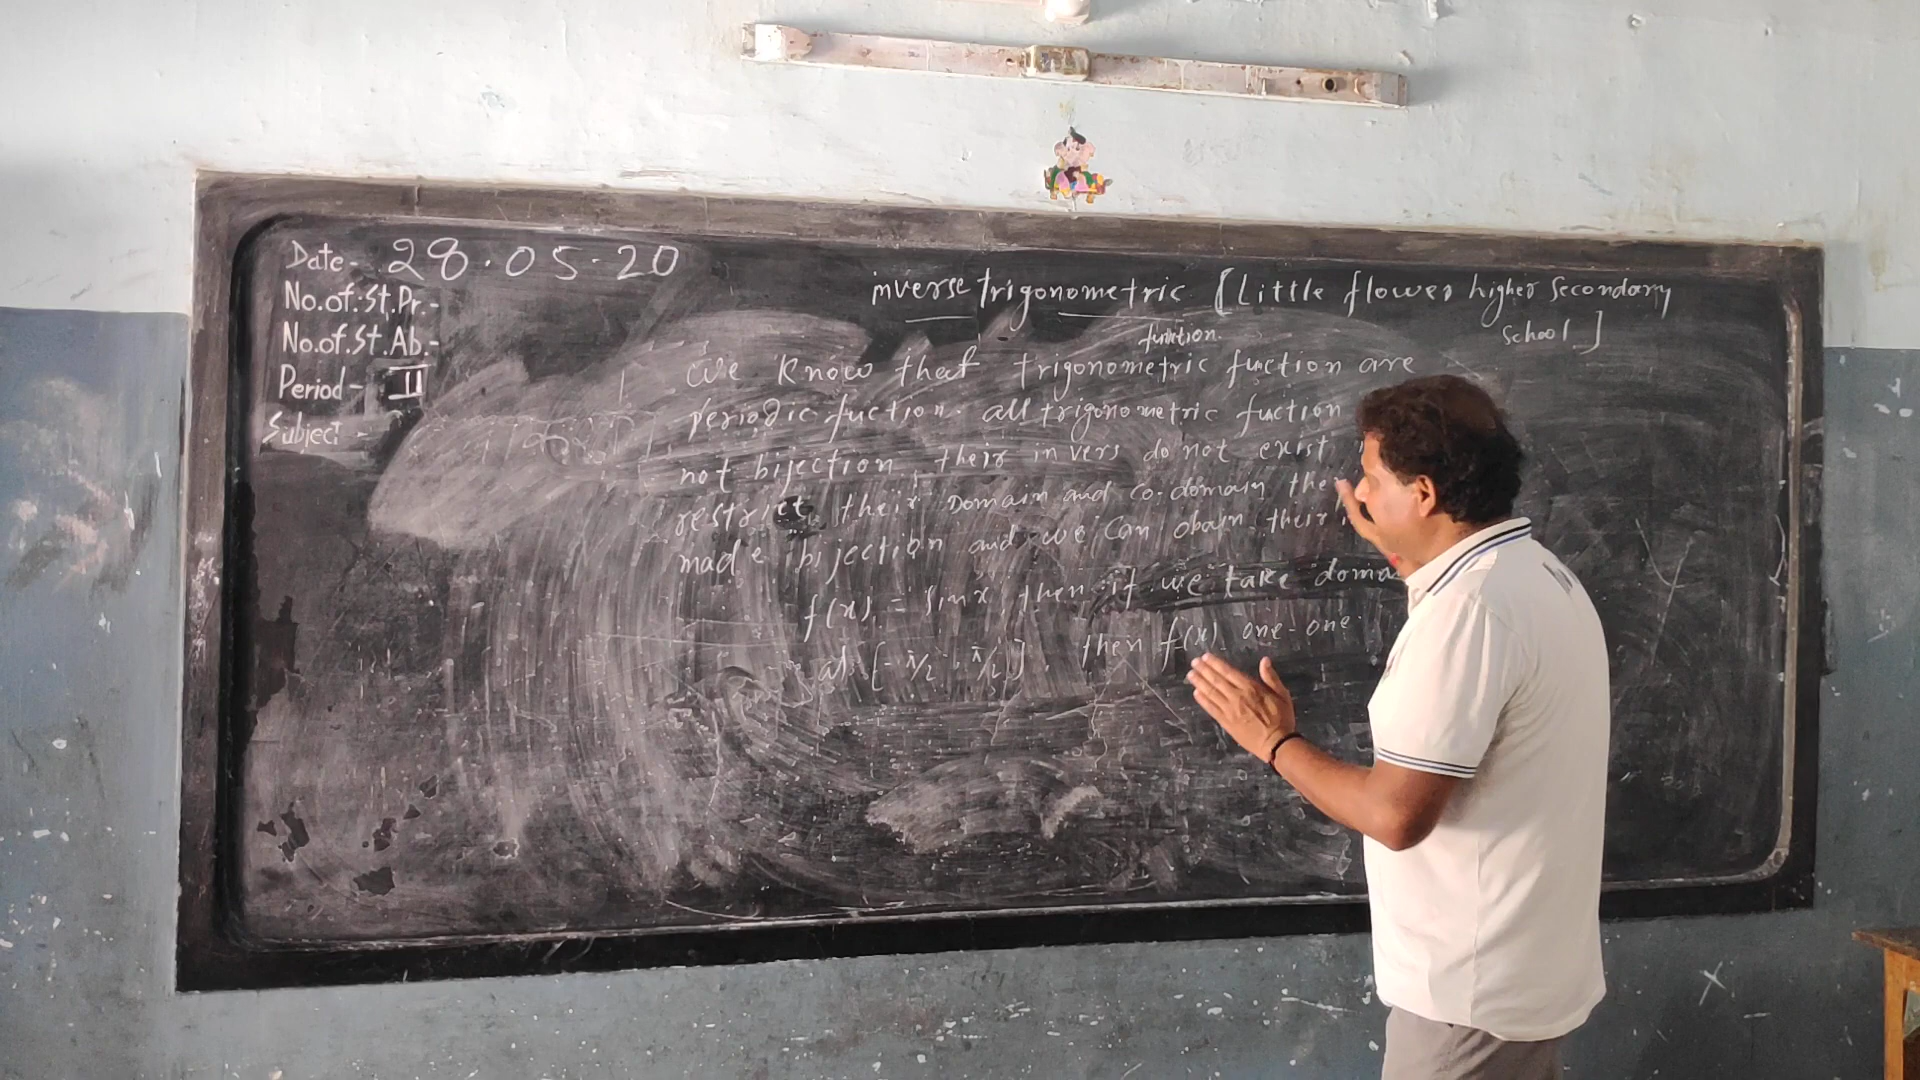 Date- 28.05.20
No.of.St.Pr.-
No.of.St.Ab.-
Period- II
Subject-
inverse trigonometric [Little flower higher Secondary
function. School]
We Know that trigonometric fuction are
periodic fuction. all trigonometric fuction
not bijection, their invers do not exist,
restrict their Domain and co-domain
made bijection and we can obain their
f(x) = sinx, then if we take
as [-π/2, π/2], then f(x) one-one